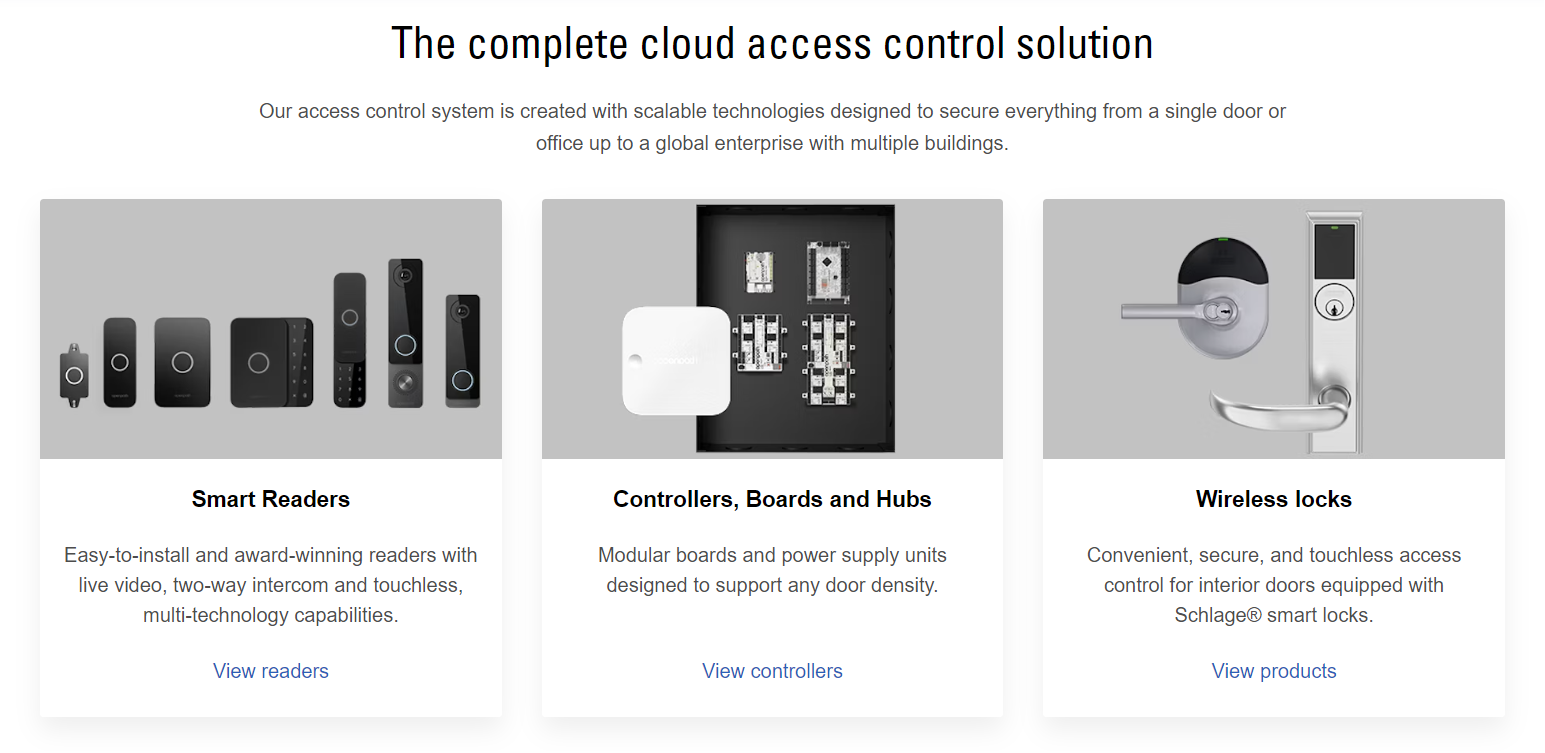 The complete cloud access control solution
Our access control system is created with scalable technologies designed to secure everything from a single door or
office up to a global enterprise with multiple buildings.
Smart Readers
Easy-to-install and award-winning readers with
live video, two-way intercom and touchless,
multi-technology capabilities.
View readers
Controllers, Boards and Hubs
Modular boards and power supply units
designed to support any door density.
View controllers
Wireless locks
Convenient, secure, and touchless access
control for interior doors equipped with
Schlage® smart locks.
View products